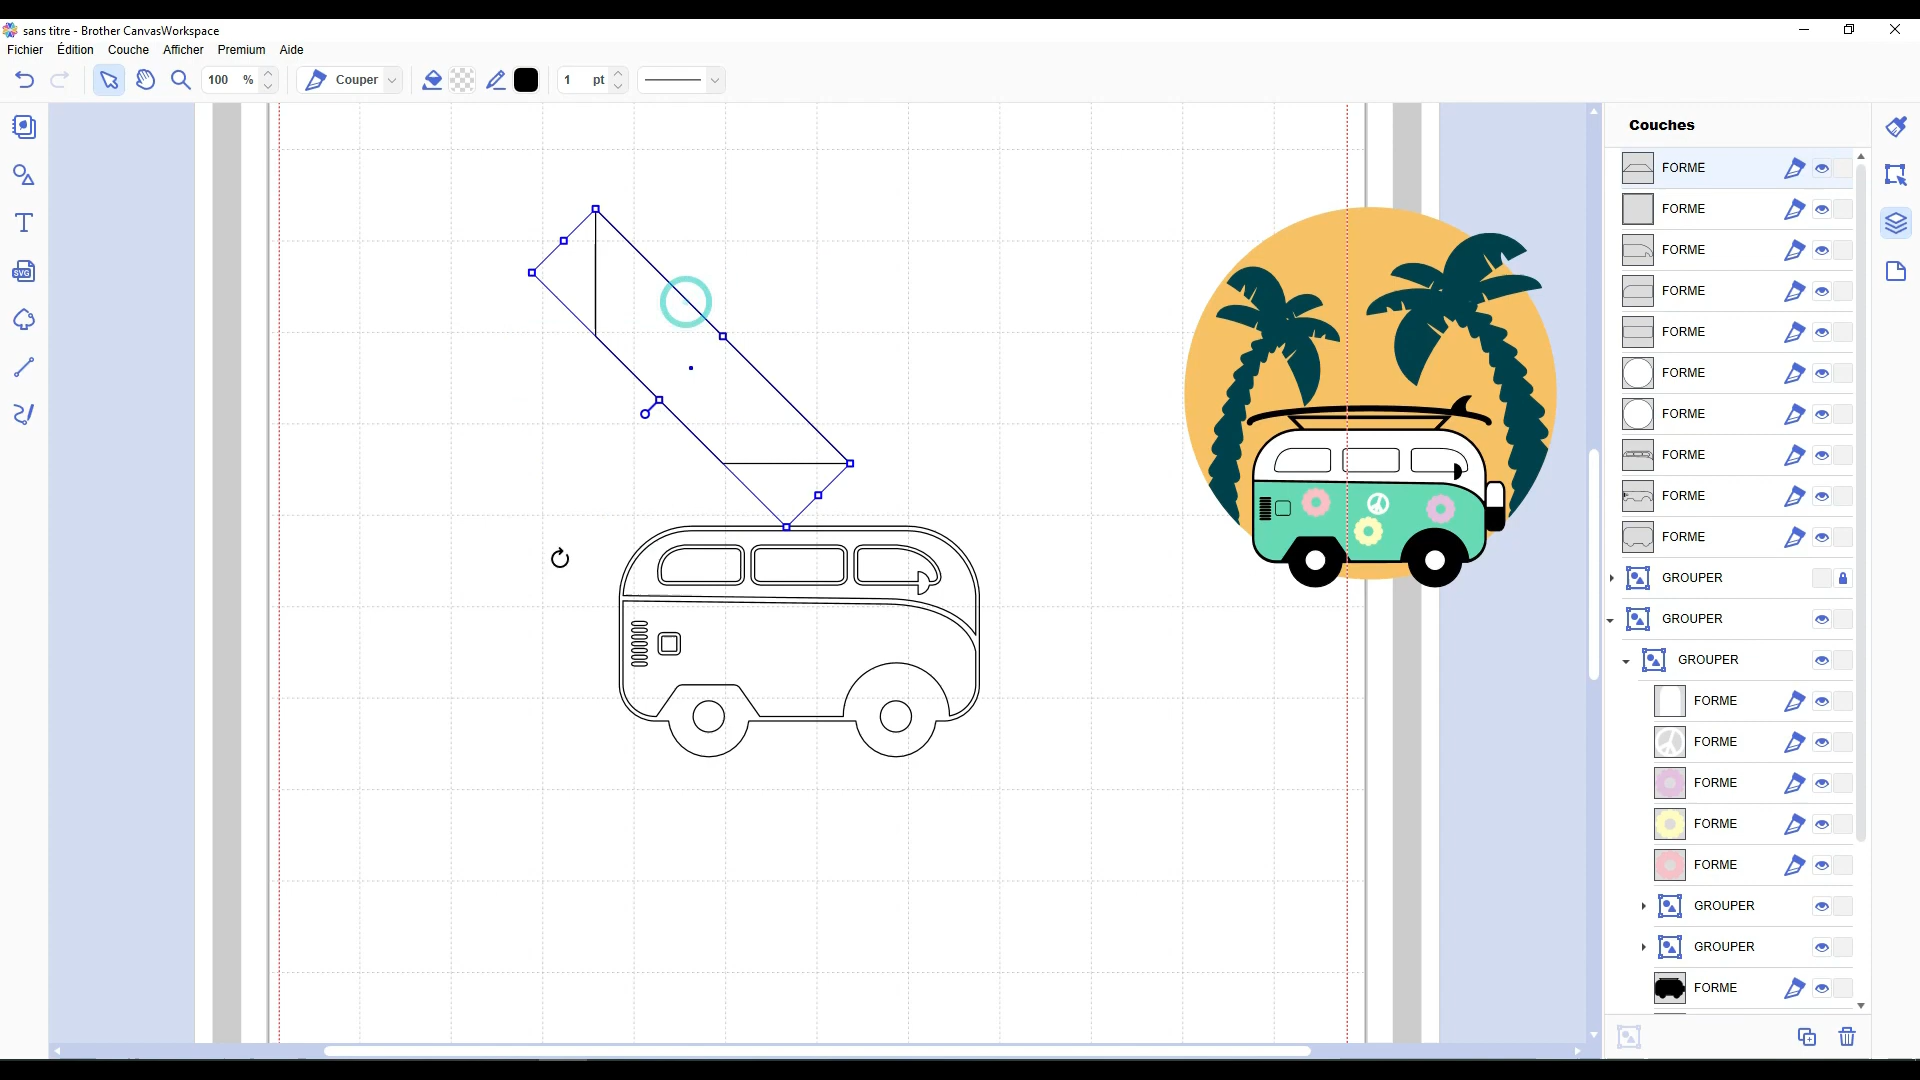 sans titre - Brother CanvasWorkspace
Fichier Édition Couche Afficher Premium Aide
100 % Couper 1 pt
Couches
FORME
FORME
FORME
FORME
FORME
FORME
FORME
FORME
FORME
FORME
GROUPER
GROUPER
GROUPER
FORME
FORME
FORME
FORME
FORME
GROUPER
GROUPER
FORME
T
SVG